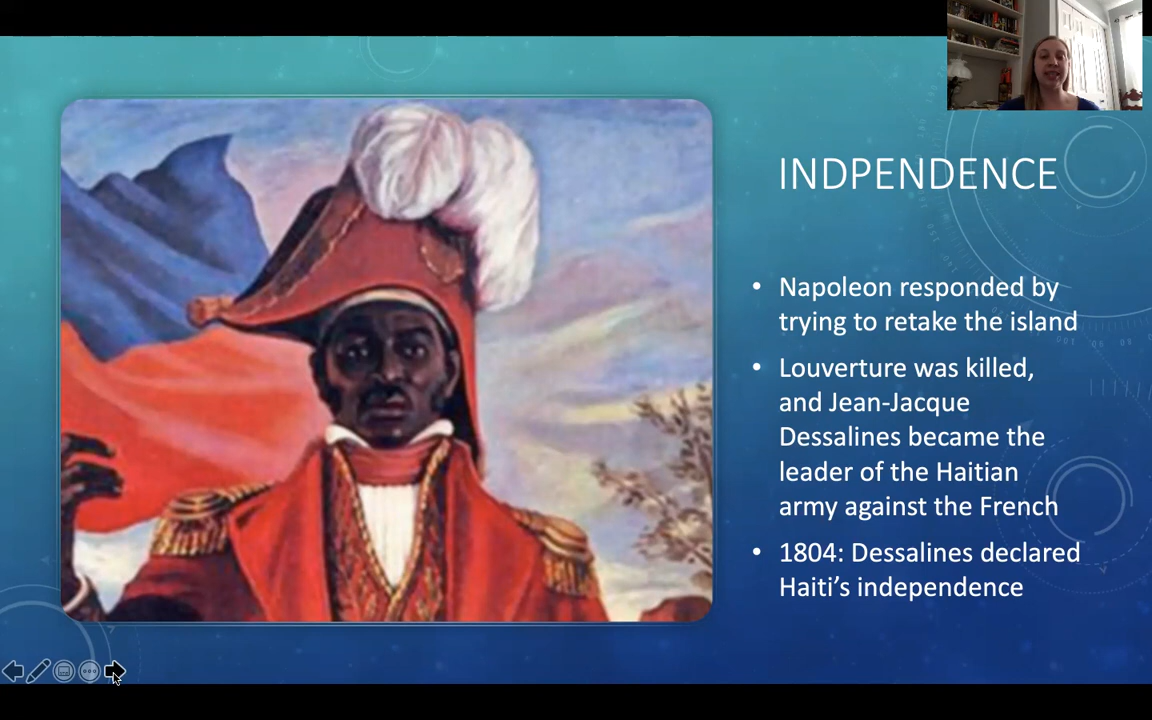 INDPENDENCE
• Napoleon responded by
trying to retake the island
• Louverture was killed,
and Jean-Jacque
Dessalines became the
leader of the Haitian
army against the French
• 1804: Dessalines declared
Haiti’s independence